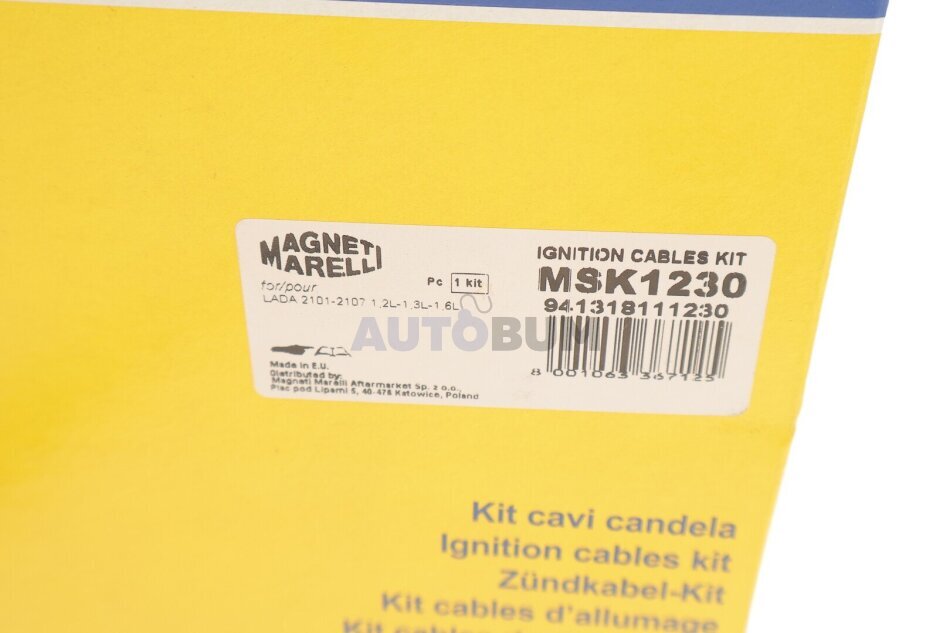 MAGNETI
MARELLI
for/pour
Pc 1 kit
LADA 2101-2107 1,2L-1,3L-1,6L
IGNITION CABLES KIT
MSK1230
941318111230
8 001063 367125
AUTOBUM
Made in E.U.
Distributed by:
Magneti Marelli Aftermarket Sp. z o.o.,
Plac pod Lipami 5, 40-476 Katowice, Poland
Kit cavi candela
Ignition cables kit
Zündkabel-Kit
Kit cables d'allumage
Kit cables